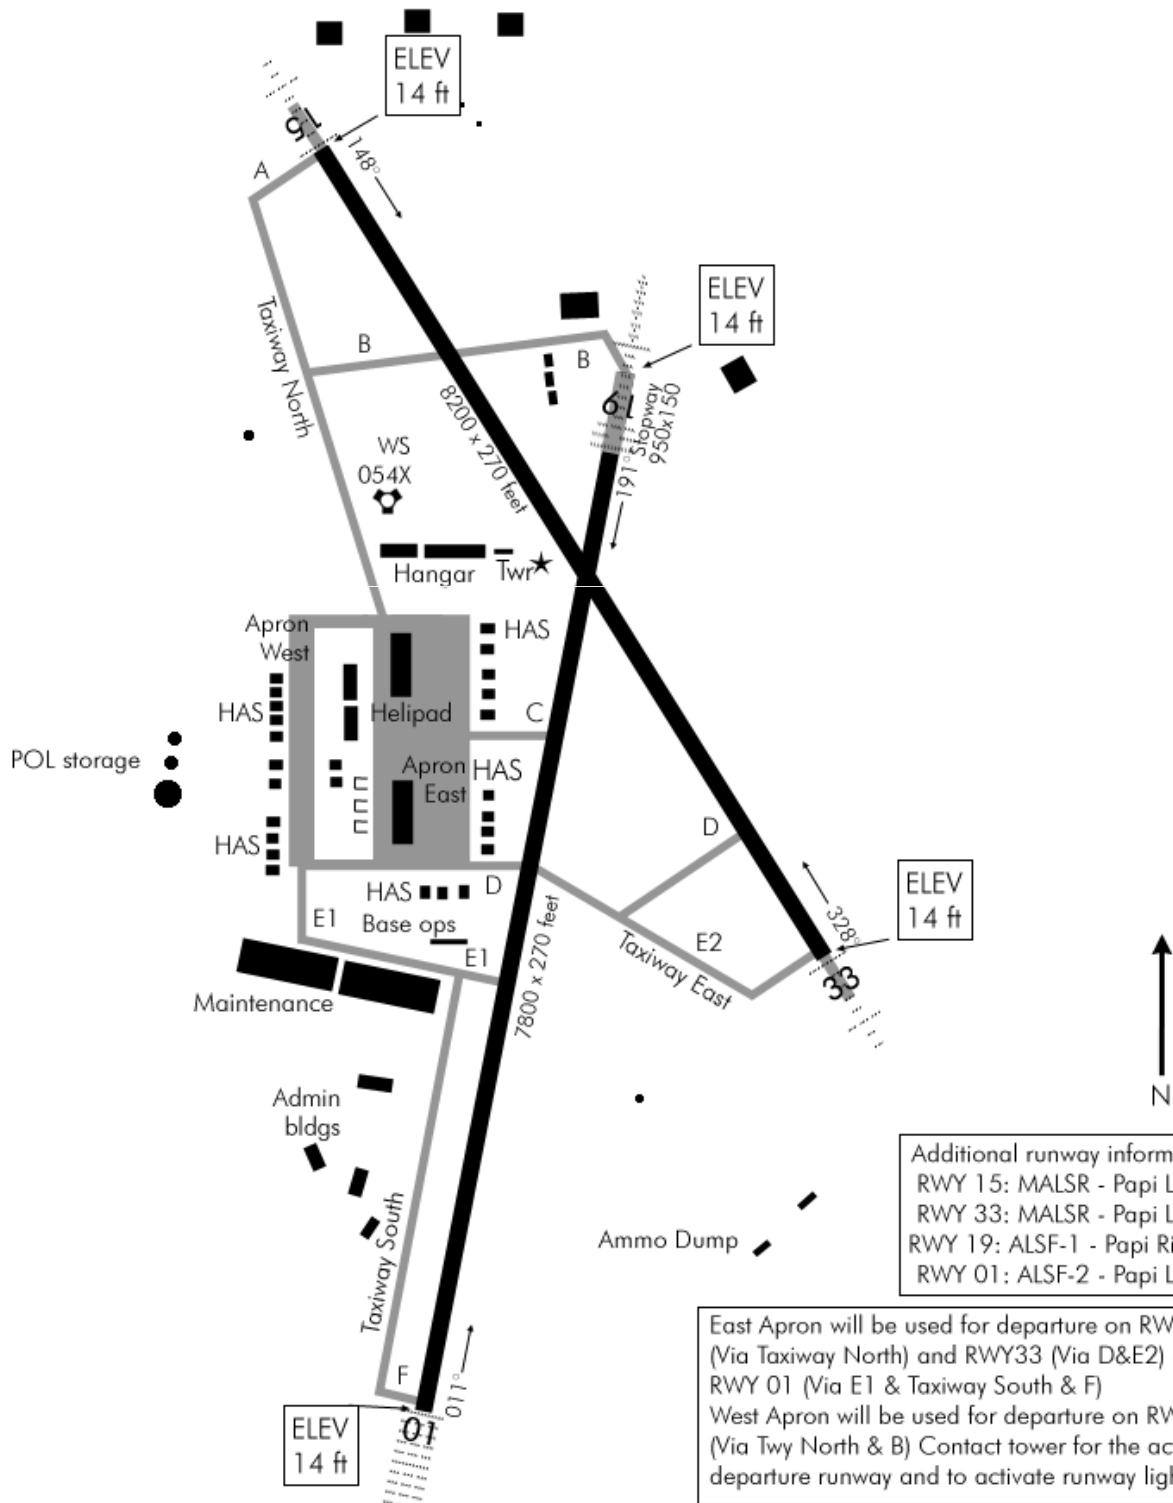 ELEV
14 ft
15
148°
A
Taxiway North
ELEV
14 ft
B
B
19
Stopway
950x150
191°
8200 x 270 feet
WS
054X
Hangar
Twr
Apron
West
HAS
HAS
Helipad
C
POL storage
Apron
East
HAS
HAS
D
D
HAS
Base ops
E1
E1
E2
Taxiway East
ELEV
14 ft
328°
33
Maintenance
7800 x 270 feet
N
Admin
bldgs
Taxiway South
Ammo Dump
F
011°
01
ELEV
14 ft
Additional runway inform
RWY 15: MALSR - Papi L
RWY 33: MALSR - Papi L
RWY 19: ALSF-1 - Papi Ri
RWY 01: ALSF-2 - Papi L
East Apron will be used for departure on RW
(Via Taxiway North) and RWY33 (Via D&E2)
RWY 01 (Via E1 & Taxiway South & F)
West Apron will be used for departure on RW
(Via Twy North & B) Contact tower for the ac
departure runway and to activate runway ligh